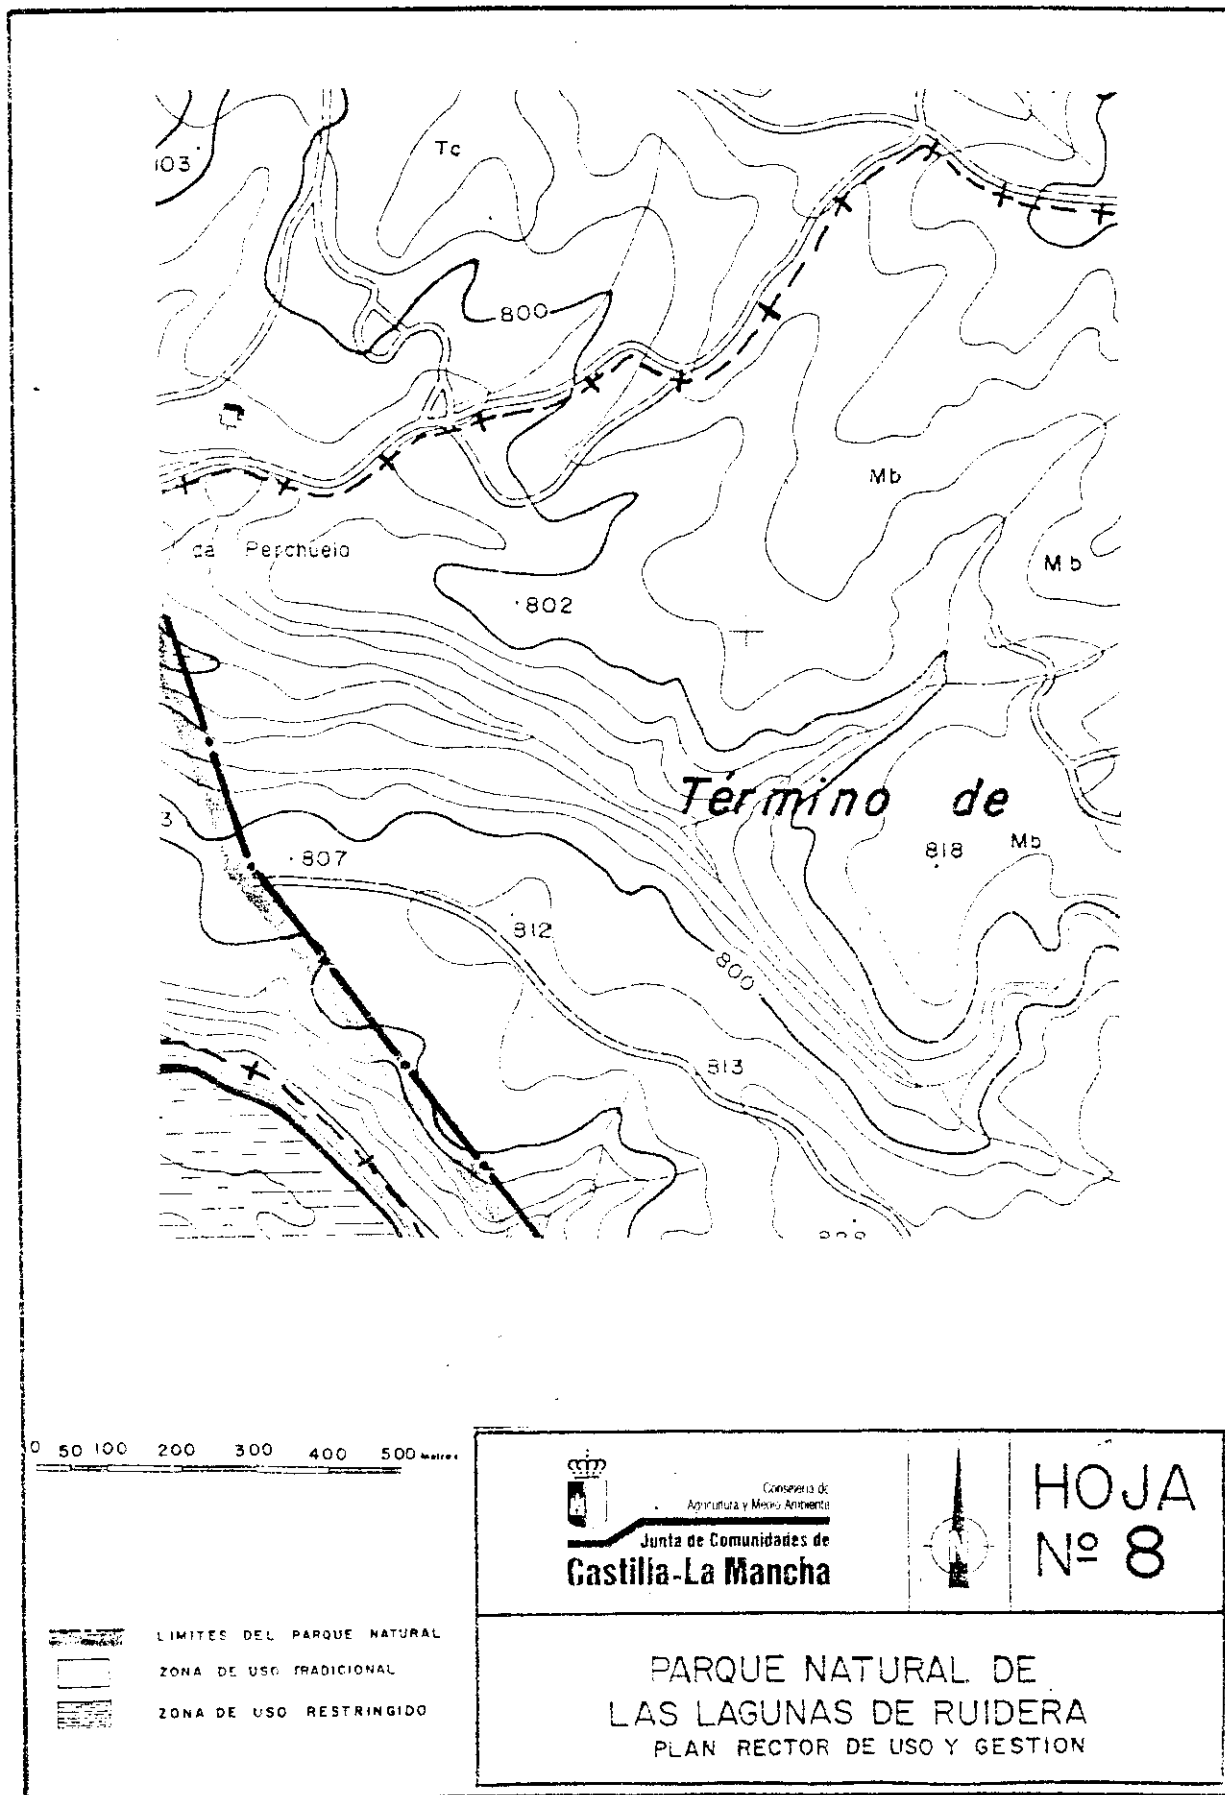 103
Tc
800
Mb
ca Perchuela
Mb
802
Término de
3
807
818 Mb
812
800
813
0 50 100 200 300 400 500 Metros
Consejería de
Agricultura y Medio Ambiente
Junta de Comunidades de
Castilla-La Mancha
N
HOJA
Nº 8
LIMITES DEL PARQUE NATURAL
ZONA DE USO TRADICIONAL
ZONA DE USO RESTRINGIDO
PARQUE NATURAL DE
LAS LAGUNAS DE RUIDERA
PLAN RECTOR DE USO Y GESTION